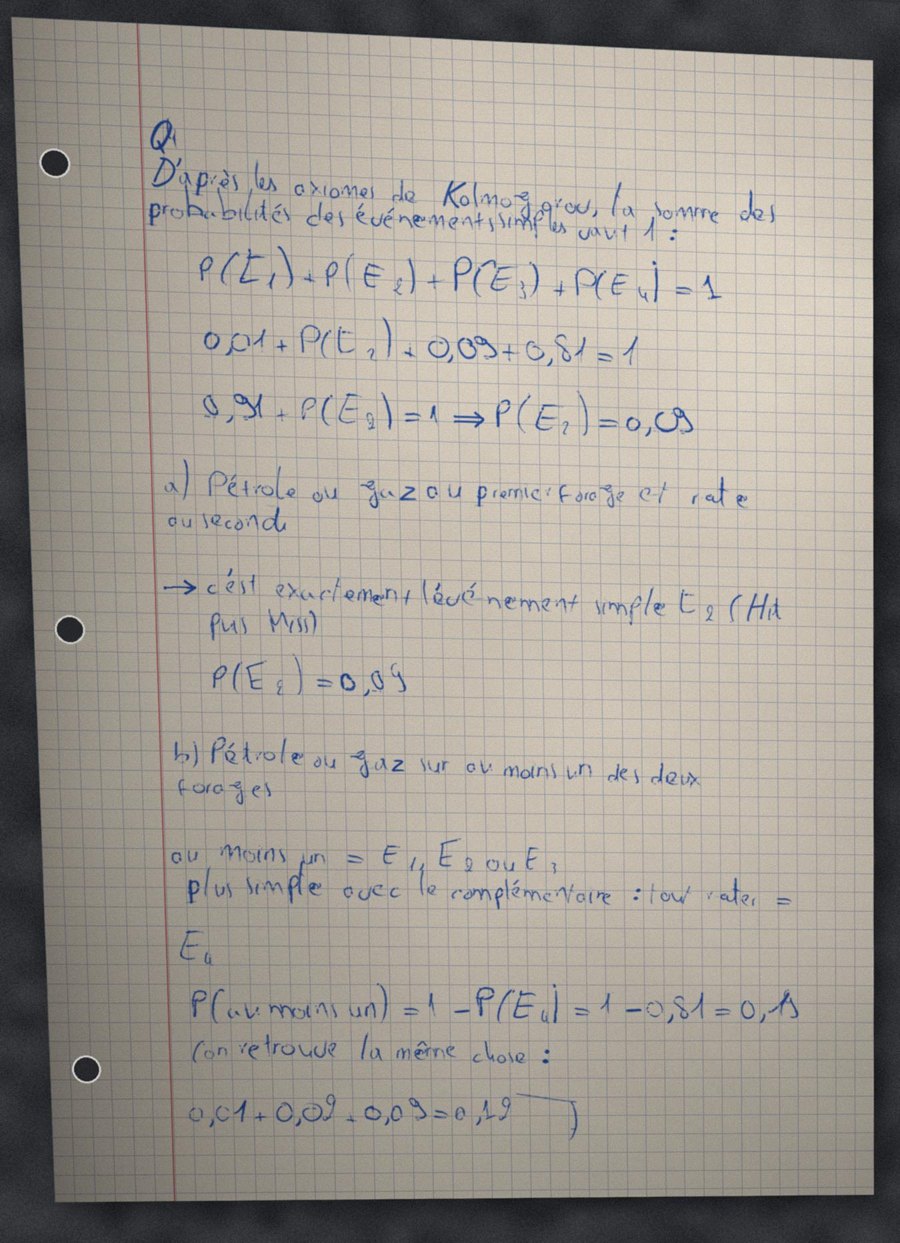 Q1
D'après les axiomes de Kolmoggorov, la somme des
probabilités des événements simples vaut 1 :
P(E1) + P(E2) + P(E3) + P(E4) = 1
0,01 + P(E2) + 0,09 + 0,81 = 1
0,91 + P(E2) = 1 ⇒ P(E2) = 0,09
a) Pétrole ou gaz au premier forage et rate
au second
→ c'est exactement l'événement simple E2 (Hit
puis Miss)
P(E2) = 0,09
b) Pétrole ou gaz sur au moins un des deux
forages
au moins un = E1, E2 ou E3
plus simple avec le complémentaire : tout rater =
E4
P(au moins un) = 1 - P(E4) = 1 - 0,81 = 0,19
(on retrouve la même chose :
0,01 + 0,09 + 0,09 = 0,19 )